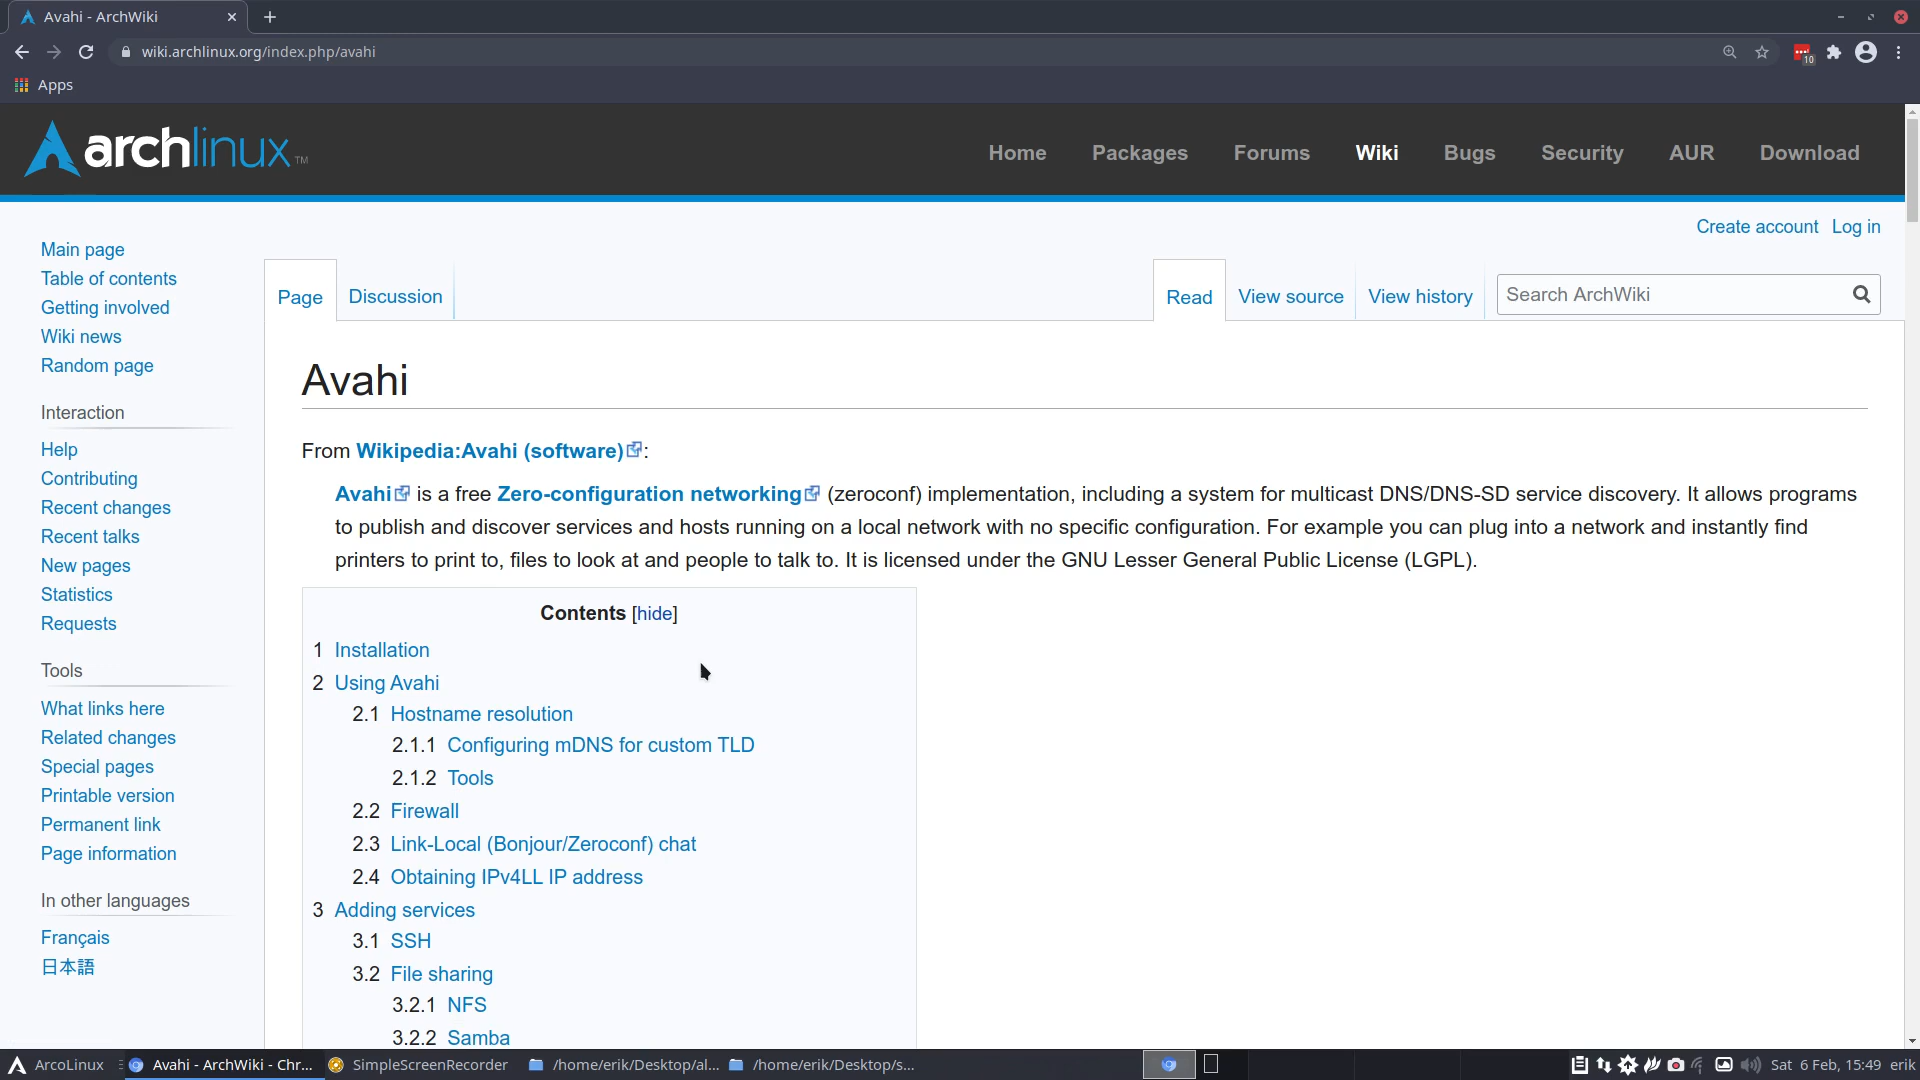 Avahi - ArchWiki
wiki.archlinux.org/index.php/avahi
10
Apps
archlinux™
Home Packages Forums Wiki Bugs Security AUR Download
Create account Log in
Main page
Table of contents
Getting involved
Wiki news
Random page
Interaction
Help
Contributing
Recent changes
Recent talks
New pages
Statistics
Requests
Tools
What links here
Related changes
Special pages
Printable version
Permanent link
Page information
In other languages
Français
日本語
Page Discussion Read View source View history Search ArchWiki
Avahi
From Wikipedia:Avahi (software):
Avahi is a free Zero-configuration networking (zeroconf) implementation, including a system for multicast DNS/DNS-SD service discovery. It allows programs
to publish and discover services and hosts running on a local network with no specific configuration. For example you can plug into a network and instantly find
printers to print to, files to look at and people to talk to. It is licensed under the GNU Lesser General Public License (LGPL).
Contents [hide]
1 Installation
2 Using Avahi
2.1 Hostname resolution
2.1.1 Configuring mDNS for custom TLD
2.1.2 Tools
2.2 Firewall
2.3 Link-Local (Bonjour/Zeroconf) chat
2.4 Obtaining IPv4LL IP address
3 Adding services
3.1 SSH
3.2 File sharing
3.2.1 NFS
3.2.2 Samba
ArcoLinux Avahi - ArchWiki - Chr... SimpleScreenRecorder /home/erik/Desktop/al... /home/erik/Desktop/s... Sat 6 Feb, 15:49 erik